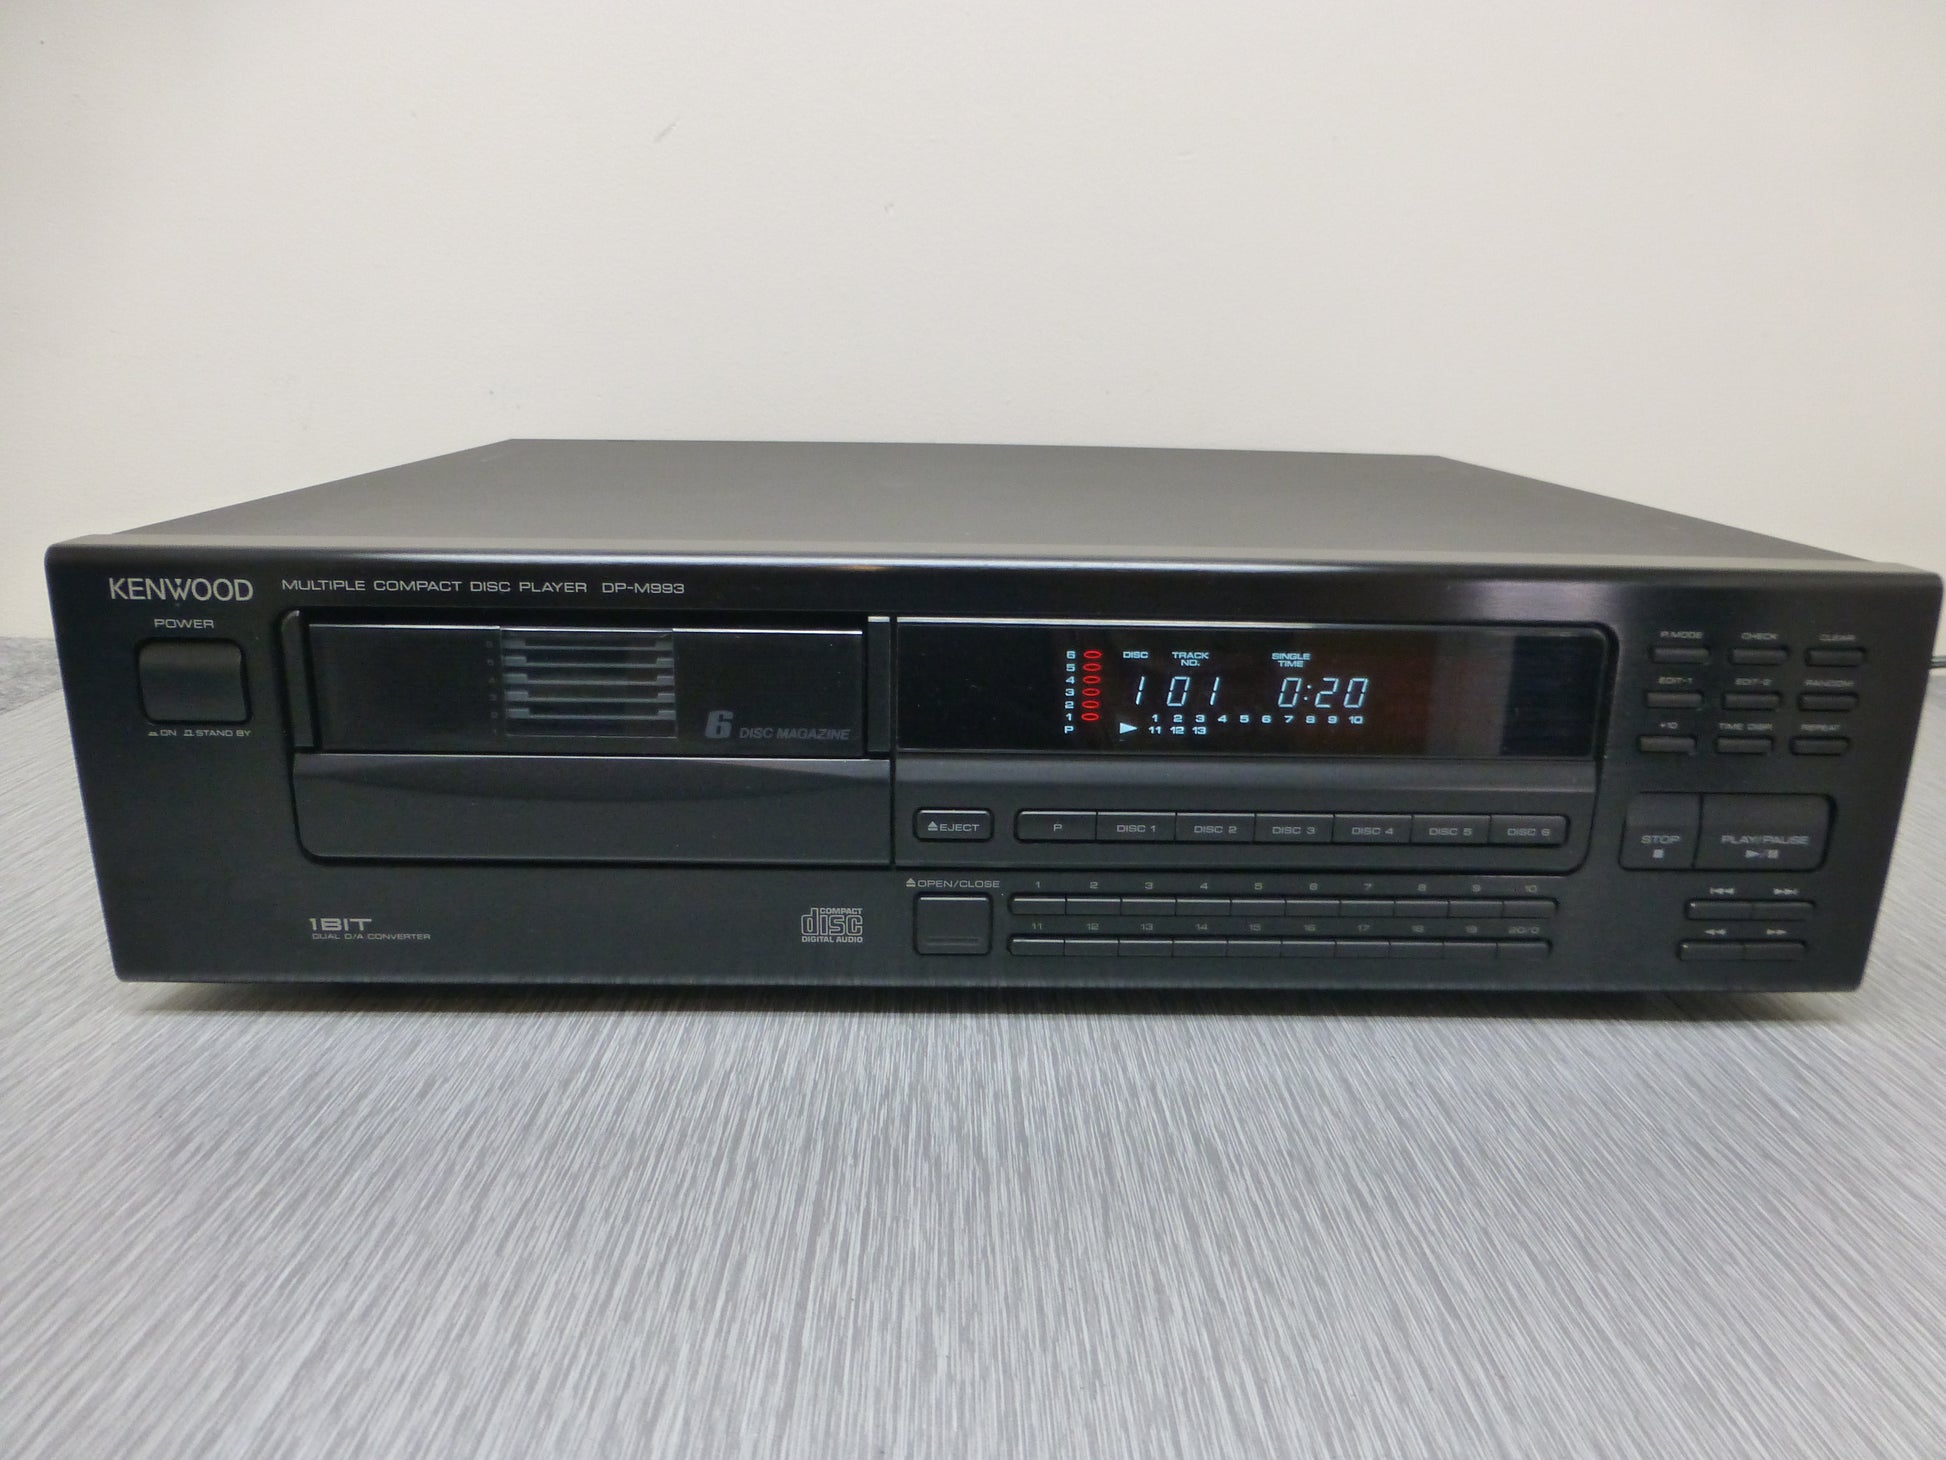 KENWOOD MULTIPLE COMPACT DISC PLAYER DP-M993
POWER
ON STAND BY
6 DISC MAGAZINE
1BIT
DUAL D/A CONVERTER
COMPACT
disc
DIGITAL AUDIO
6 DISC TRACK NO. SINGLE TIME
5
4 1 01 0:20
3
2
1 1 2 3 4 5 6 7 8 9 10
P 11 12 13
EJECT P DISC 1 DISC 2 DISC 3 DISC 4 DISC 5 DISC 6
OPEN/CLOSE 1 2 3 4 5 6 7 8 9 10
11 12 13 14 15 16 17 18 19 20/0
P.MODE CHECK CLEAR
EDIT-1 EDIT-2 RANDOM
+10 TIME DISP. REPEAT
STOP PLAY/PAUSE